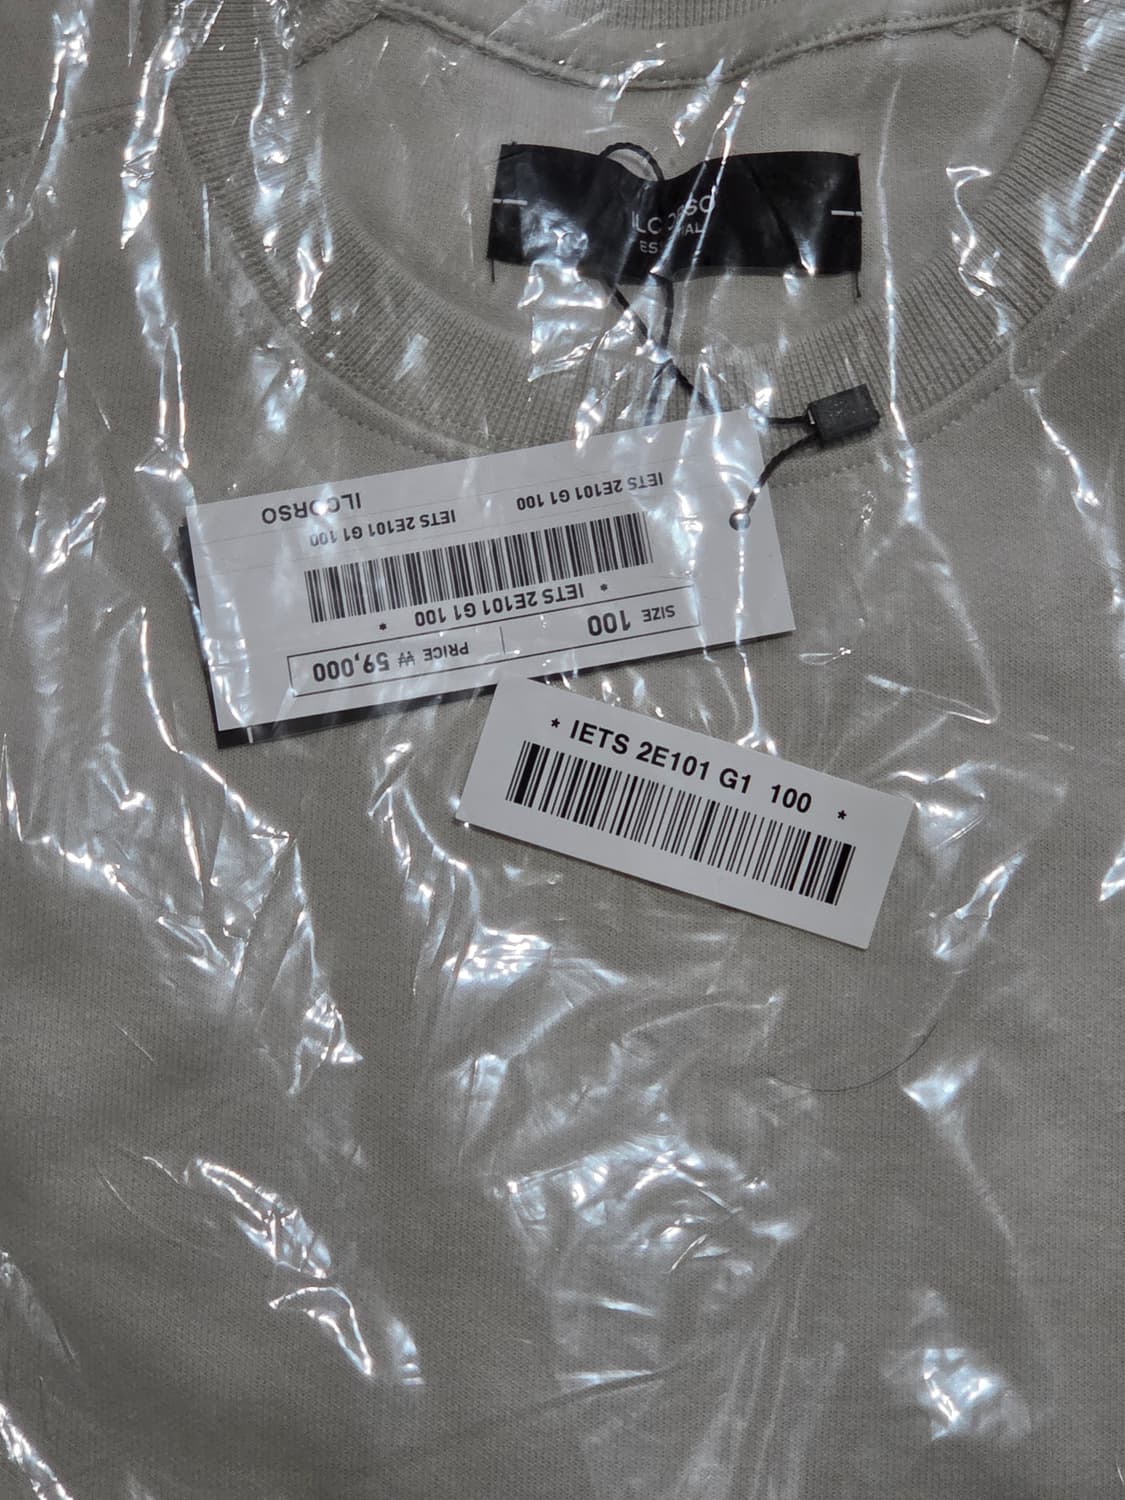 ILCORSO
SIZE 100 PRICE ₩ 59,000
* IETS 2E101 G1 100 *
IETS 2E101 G1 100 IETS 2E101 G1 100
ILCORSO
* IETS 2E101 G1 100 *